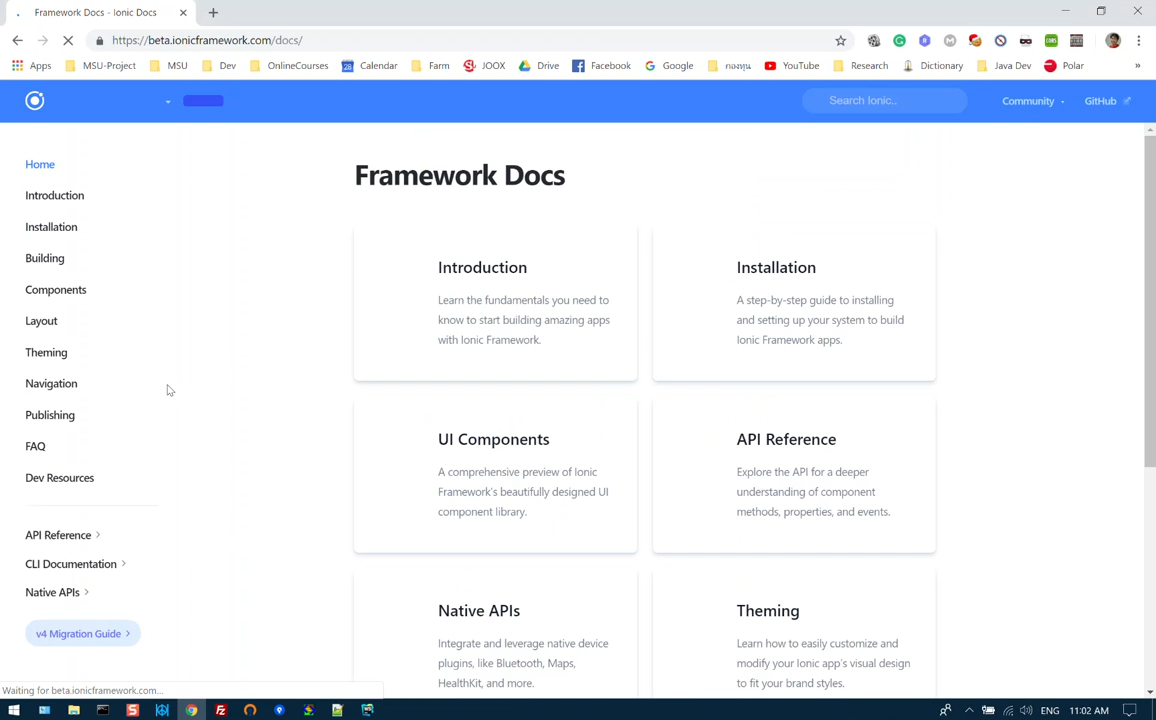 Framework Docs - Ionic Docs
https://beta.ionicframework.com/docs/
Apps MSU-Project MSU Dev OnlineCourses Calendar Farm JOOX Drive Facebook Google กองทุน YouTube Research Dictionary Java Dev Polar »
Search Ionic..
Community
GitHub
Home
Introduction
Installation
Building
Components
Layout
Theming
Navigation
Publishing
FAQ
Dev Resources
API Reference >
CLI Documentation >
Native APIs >
v4 Migration Guide >
Framework Docs
Introduction
Learn the fundamentals you need to
know to start building amazing apps
with Ionic Framework.
Installation
A step-by-step guide to installing
and setting up your system to build
Ionic Framework apps.
UI Components
A comprehensive preview of Ionic
Framework's beautifully designed UI
component library.
API Reference
Explore the API for a deeper
understanding of component
methods, properties, and events.
Native APIs
Integrate and leverage native device
plugins, like Bluetooth, Maps,
HealthKit, and more.
Theming
Learn how to easily customize and
modify your Ionic app's visual design
to fit your brand styles.
Waiting for beta.ionicframework.com...
ENG 11:02 AM